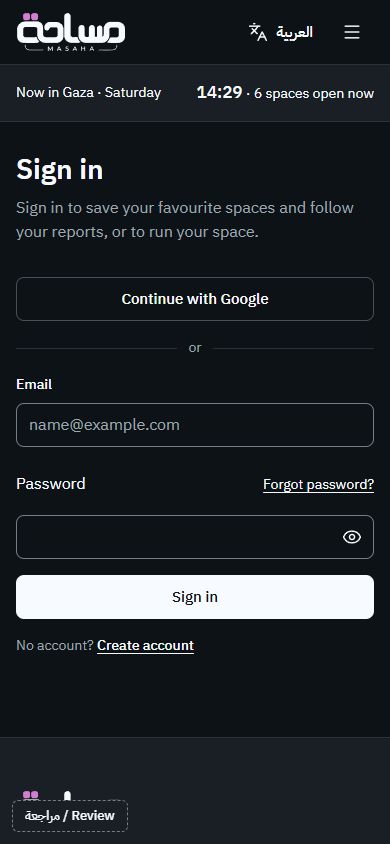 مساحة
MASAHA
العربية
Now in Gaza · Saturday
14:29 · 6 spaces open now
Sign in
Sign in to save your favourite spaces and follow
your reports, or to run your space.
Continue with Google
or
Email
name@example.com
Password
Forgot password?
Sign in
No account? Create account
مراجعة / Review